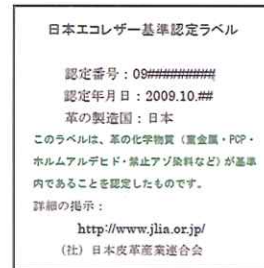 日本エコレザー基準認定ラベル
認定番号：09#########
認定年月日：2009.10.##
革の製造国：日本
このラベルは、革の化学物質（重金属・PCP・
ホルムアルデヒド・禁止アゾ染料など）が基準
内であることを認定したものです。
詳細の掲示：
http://www.jlia.or.jp/
（社）日本皮革産業連合会